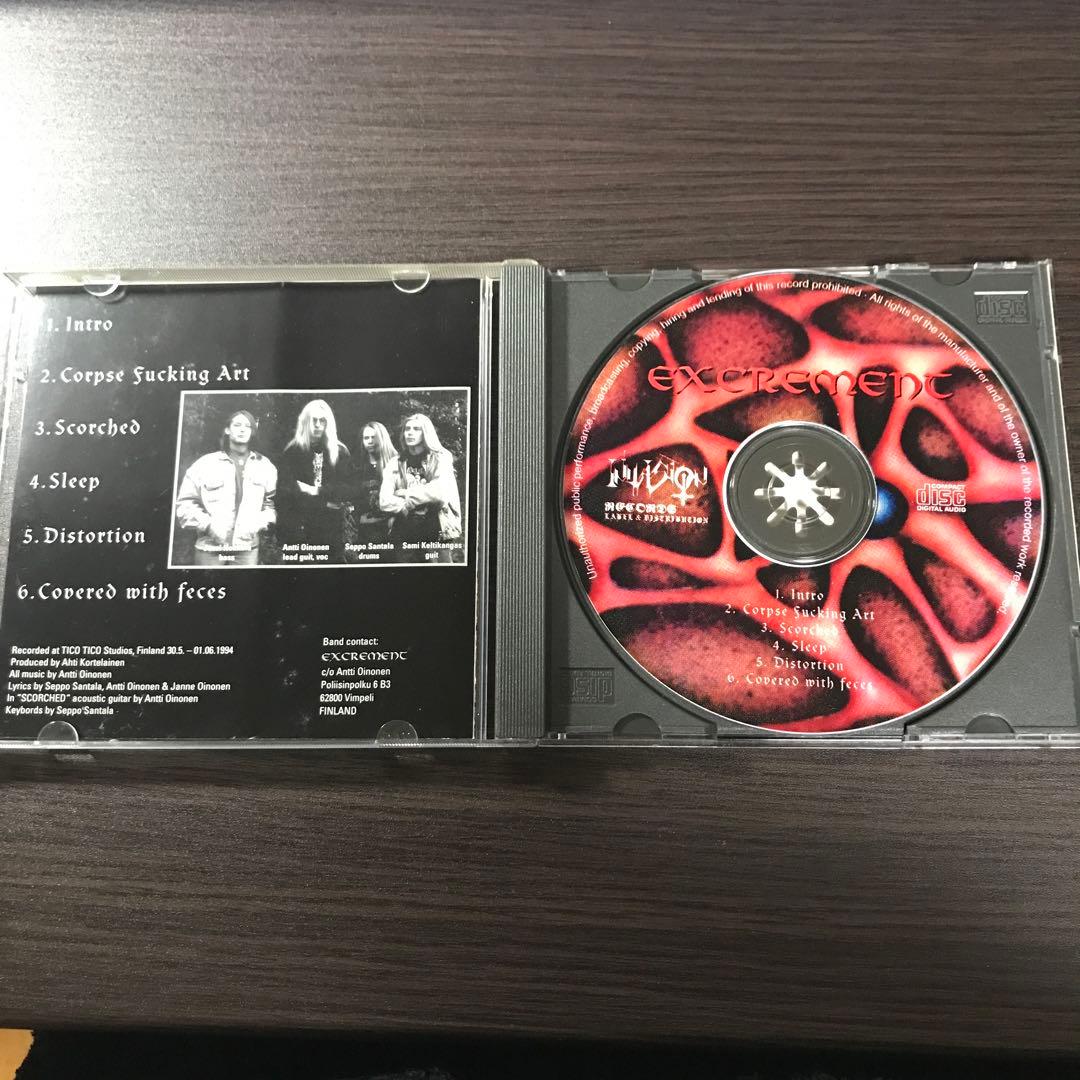 1. Intro
2. Corpse Fucking Art
3. Scorched
4. Sleep
5. Distortion
6. Covered with feces
bass
Antti Oinonen
lead guit, voc
Seppo Santala
drums
Sami Keltikangas
guit
Recorded at TICO TICO Studios, Finland 30.5. – 01.06.1994
Produced by Ahti Kortelainen
All music by Antti Oinonen
Lyrics by Seppo Santala, Antti Oinonen & Janne Oinonen
In "SCORCHED" acoustic guitar by Antti Oinonen
Keybords by Seppo Santala
Band contact:
EXCREMENT
c/o Antti Oinonen
Poliisinpolku 6 B3
62800 Vimpeli
FINLAND
Unauthorized public performance, broadcasting, copying, hiring and lending of this record prohibited · All rights of the manufacturer and of the owner of the recorded work reserved.
EXCREMENT
RECORDS
LABEL & DISTRIBUTION
COMPACT
disc
DIGITAL AUDIO
1. Intro
2. Corpse Fucking Art
3. Scorched
4. Sleep
5. Distortion
6. Covered with feces
disc